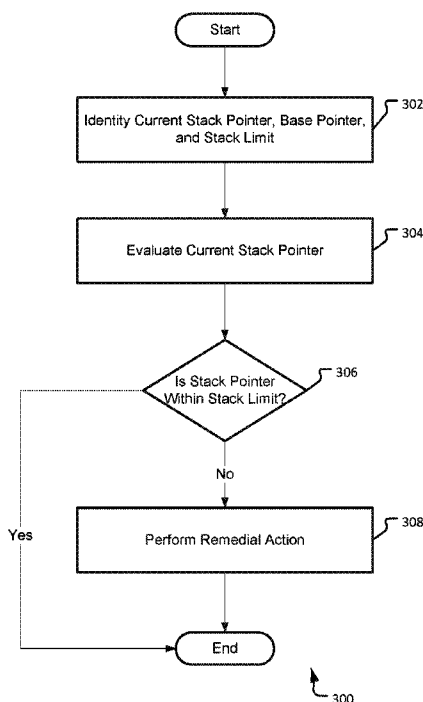 Start
302
Identity Current Stack Pointer, Base Pointer,
and Stack Limit
304
Evaluate Current Stack Pointer
306
Is Stack Pointer
Within Stack Limit?
No
Yes
308
Perform Remedial Action
End
300